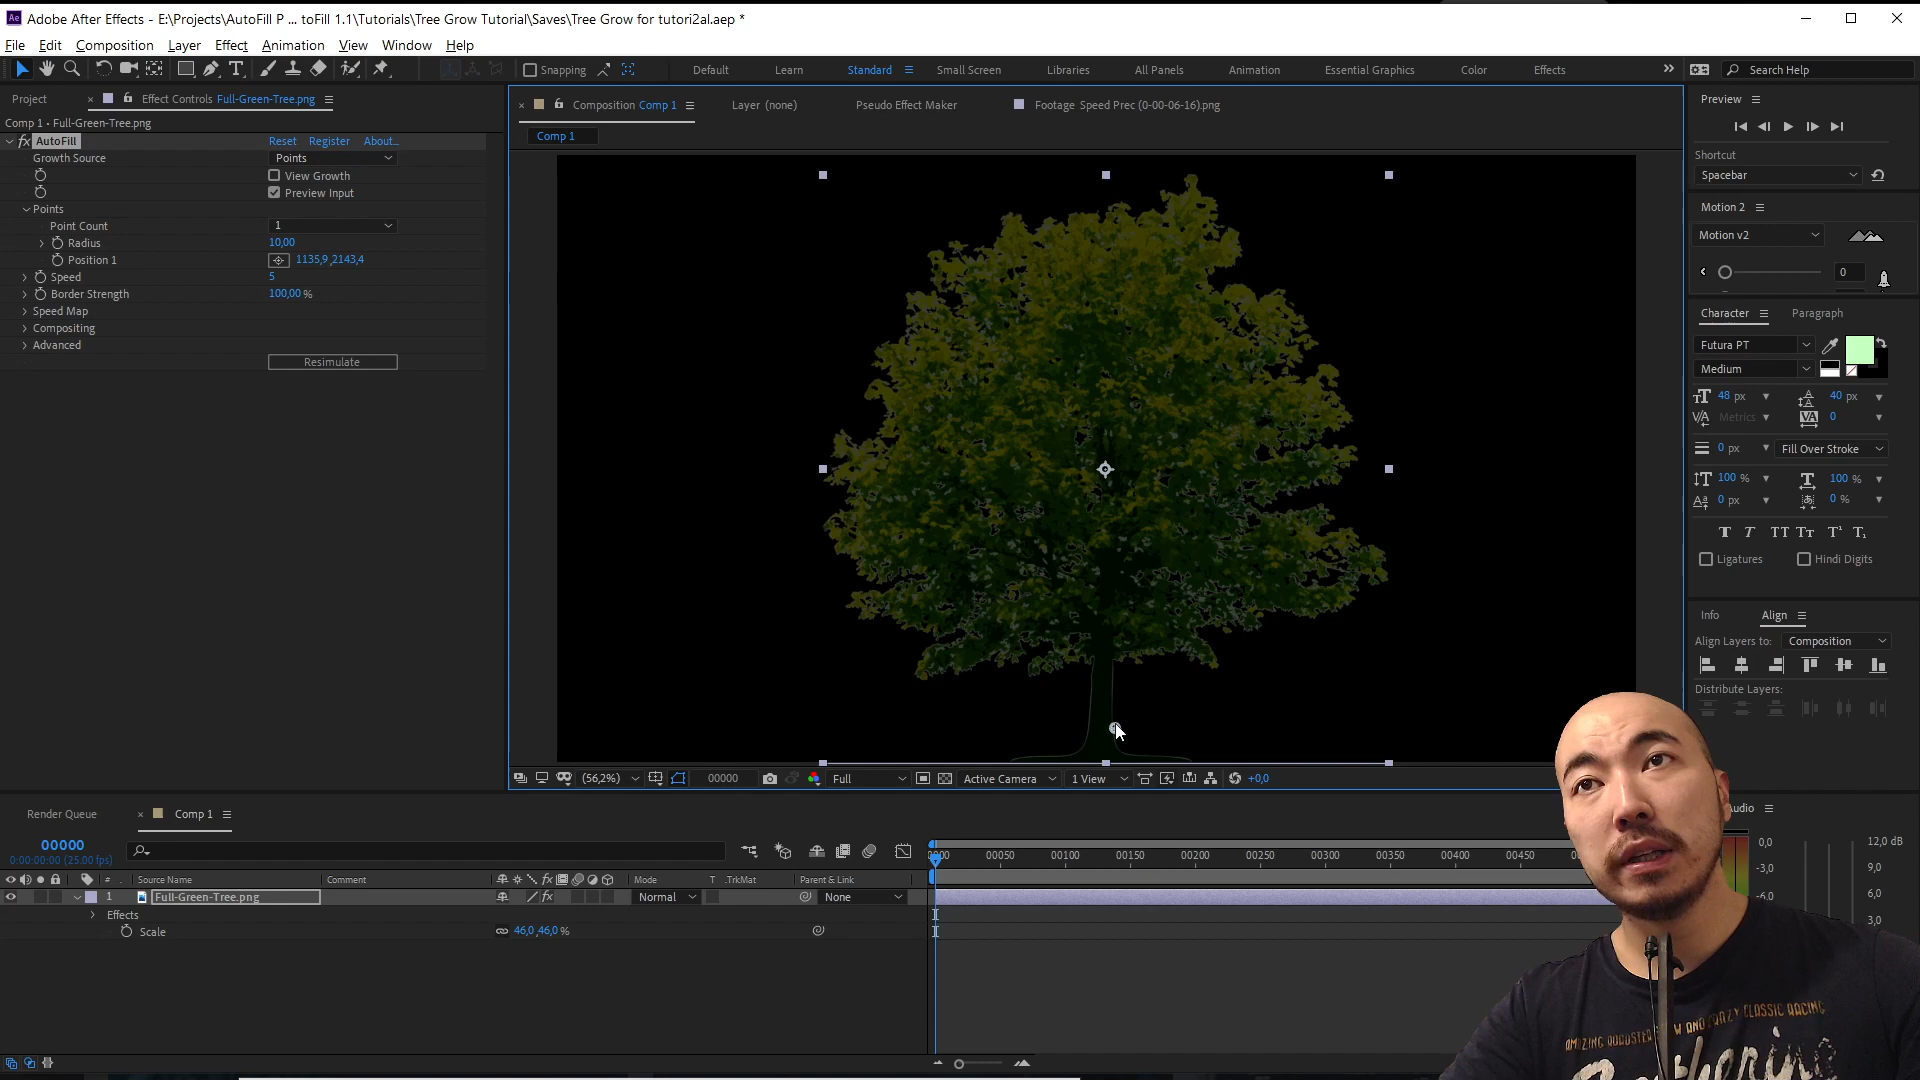 Adobe After Effects - E:\Projects\AutoFill P ... toFill 1.1\Tutorials\Tree Grow Tutorial\Saves\Tree Grow for tutori2al.aep *
File Edit Composition Layer Effect Animation View Window Help
Snapping Default Learn Standard Small Screen Libraries All Panels Animation Essential Graphics Color Effects Search Help
Project Effect Controls Full-Green-Tree.png
Comp 1 • Full-Green-Tree.png
fx AutoFill Reset Register About...
Growth Source Points
View Growth
Preview Input
Points
Point Count 1
Radius 10,00
Position 1 1135,9 ,2143,4
Speed 5
Border Strength 100,00 %
Speed Map
Compositing
Advanced
Resimulate
Composition Comp 1 Layer (none) Pseudo Effect Maker Footage Speed Prec (0-00-06-16).png
Comp 1
(56,2%) 00000 Full Active Camera 1 View +0,0
Preview
Shortcut
Spacebar
Motion 2
Motion v2
0
Character Paragraph
Futura PT
Medium
48 px 40 px
Metrics 0
0 px Fill Over Stroke
100 % 100 %
0 px 0 %
T T TT Tr T¹ T₁
Ligatures Hindi Digits
Info Align
Align Layers to: Composition
Distribute Layers:
Audio
0,0 12,0 dB
-3,0 9,0
-6,0 6,0
3,0
Render Queue Comp 1
00000
0:00:00:00 (25.00 fps)
0000 00050 00100 00150 00200 00250 00300 00350 00400 00450
# Source Name Comment Mode T .TrkMat Parent & Link
1 Full-Green-Tree.png Normal None
Effects
Scale 46,0 ,46,0 %
CLASSIC RACING